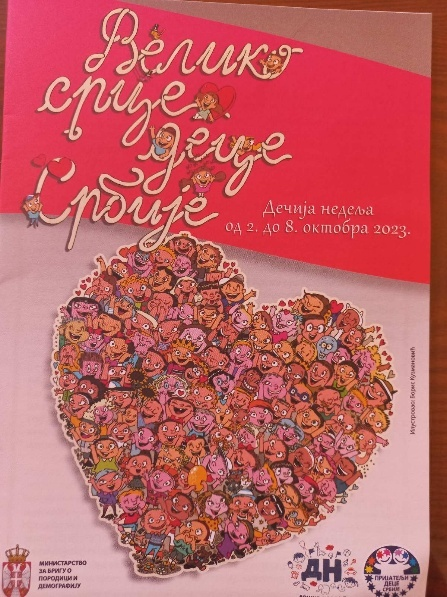 Велико
срце
деце
Србије
Дечија недеља
од 2. до 8. октобра 2023.
Илустровао: Борис Кузмановић
МИНИСТАРСТВО
ЗА БРИГУ О
ПОРОДИЦИ И
ДЕМОГРАФИЈУ
ДН
ПРИЈАТЕЉИ
ДЕЦЕ
СРБИЈЕ